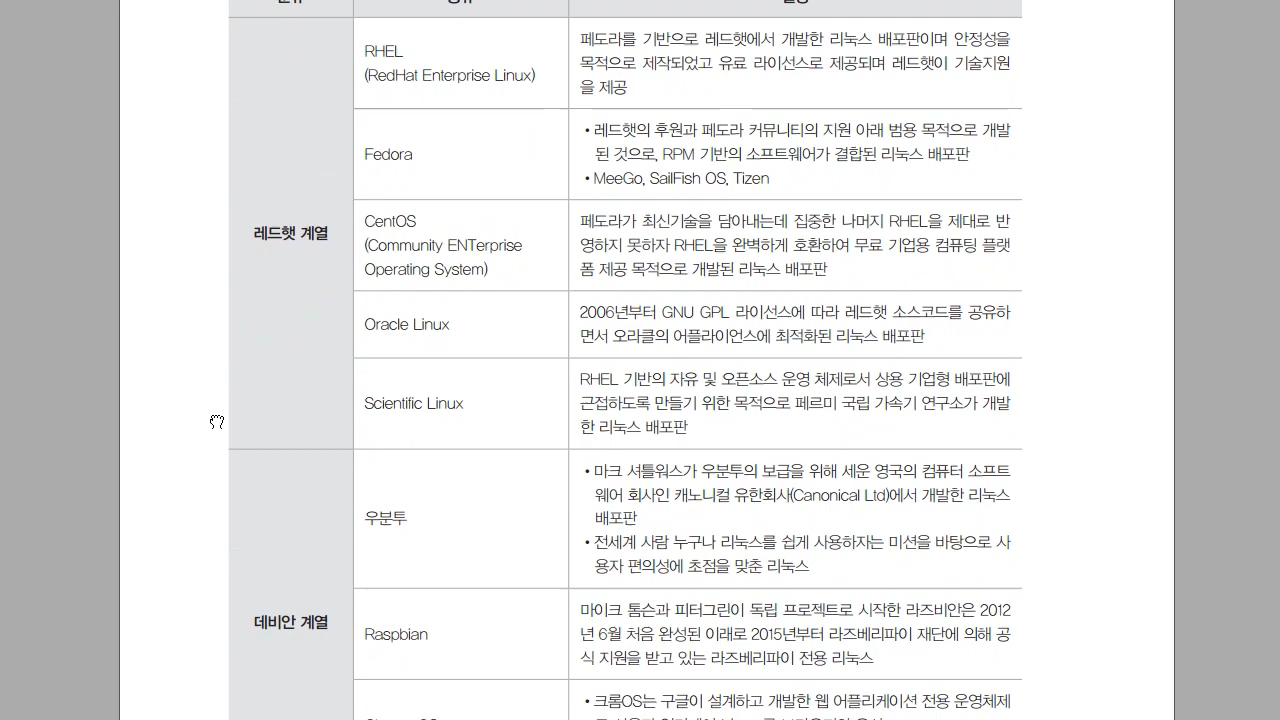 레드햇 계열
RHEL
(RedHat Enterprise Linux)
페도라를 기반으로 레드햇에서 개발한 리눅스 배포판이며 안정성을
목적으로 제작되었고 유료 라이선스로 제공되며 레드햇이 기술지원
을 제공
Fedora
• 레드햇의 후원과 페도라 커뮤니티의 지원 아래 범용 목적으로 개발
된 것으로, RPM 기반의 소프트웨어가 결합된 리눅스 배포판
• MeeGo, SailFish OS, Tizen
CentOS
(Community ENTerprise
Operating System)
페도라가 최신기술을 담아내는데 집중한 나머지 RHEL을 제대로 반
영하지 못하자 RHEL을 완벽하게 호환하여 무료 기업용 컴퓨팅 플랫
폼 제공 목적으로 개발된 리눅스 배포판
Oracle Linux
2006년부터 GNU GPL 라이선스에 따라 레드햇 소스코드를 공유하
면서 오라클의 어플라이언스에 최적화된 리눅스 배포판
Scientific Linux
RHEL 기반의 자유 및 오픈소스 운영 체제로서 상용 기업형 배포판에
근접하도록 만들기 위한 목적으로 페르미 국립 가속기 연구소가 개발
한 리눅스 배포판
데비안 계열
우분투
• 마크 셔틀워스가 우분투의 보급을 위해 세운 영국의 컴퓨터 소프트
웨어 회사인 캐노니컬 유한회사(Canonical Ltd)에서 개발한 리눅스
배포판
• 전세계 사람 누구나 리눅스를 쉽게 사용하자는 미션을 바탕으로 사
용자 편의성에 초점을 맞춘 리눅스
Raspbian
마이크 톰슨과 피터그린이 독립 프로젝트로 시작한 라즈비안은 2012
년 6월 처음 완성된 이래로 2015년부터 라즈베리파이 재단에 의해 공
식 지원을 받고 있는 라즈베리파이 전용 리눅스
• 크롬OS는 구글이 설계하고 개발한 웹 어플리케이션 전용 운영체제